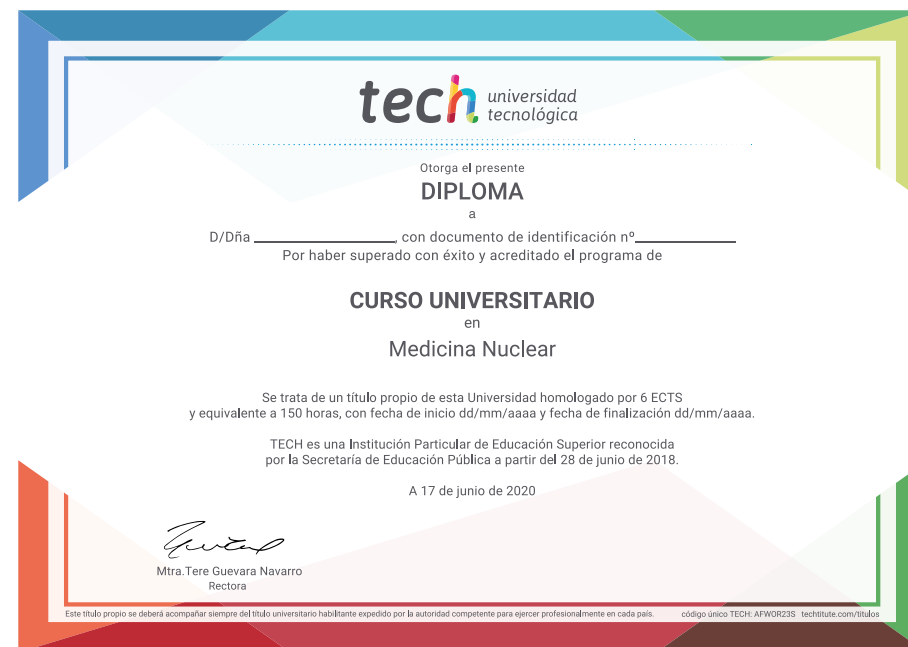 tech universidad
tecnológica
Otorga el presente
DIPLOMA
a
D/Dña ______________, con documento de identificación nº__________
Por haber superado con éxito y acreditado el programa de
CURSO UNIVERSITARIO
en
Medicina Nuclear
Se trata de un título propio de esta Universidad homologado por 6 ECTS
y equivalente a 150 horas, con fecha de inicio dd/mm/aaaa y fecha de finalización dd/mm/aaaa.
TECH es una Institución Particular de Educación Superior reconocida
por la Secretaría de Educación Pública a partir del 28 de junio de 2018.
A 17 de junio de 2020
Mtra.Tere Guevara Navarro
Rectora
Este título propio se deberá acompañar siempre del título universitario habilitante expedido por la autoridad competente para ejercer profesionalmente en cada país. código único TECH: AFWOR23S techtitute.com/titulos